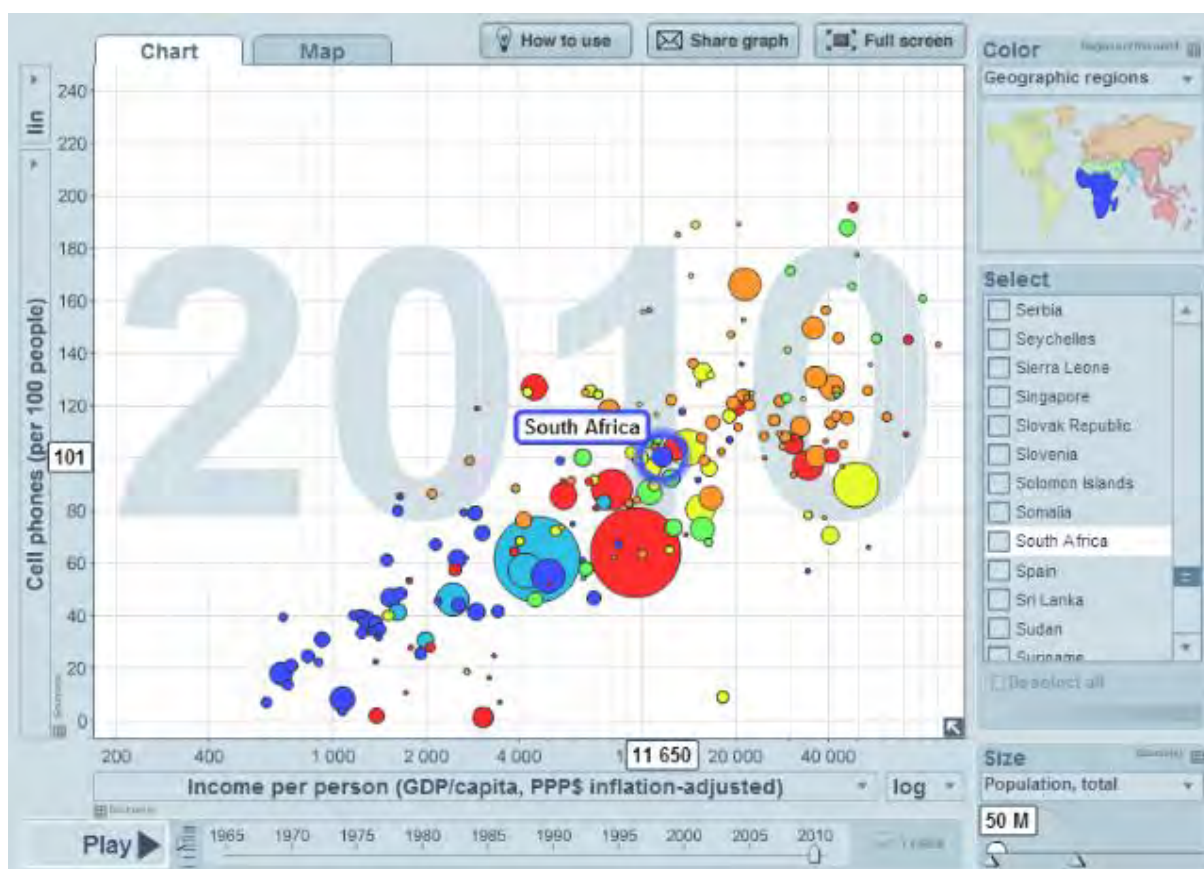 Chart
Map
How to use
Share graph
Full screen
Color
Geographic regions
lin
Cell phones (per 100 people)
240
220
200
180
160
140
120
101
80
60
40
20
0
2010
South Africa
Select
Serbia
Seychelles
Sierra Leone
Singapore
Slovak Republic
Slovenia
Solomon Islands
Somalia
South Africa
Spain
Sri Lanka
Sudan
Suriname
Deselect all
200 400 1 000 2 000 4 000 11 650 20 000 40 000
Income per person (GDP/capita, PPP$ inflation-adjusted)
log
Size
Population, total
50 M
Play
1965 1970 1975 1980 1985 1990 1995 2000 2005 2010